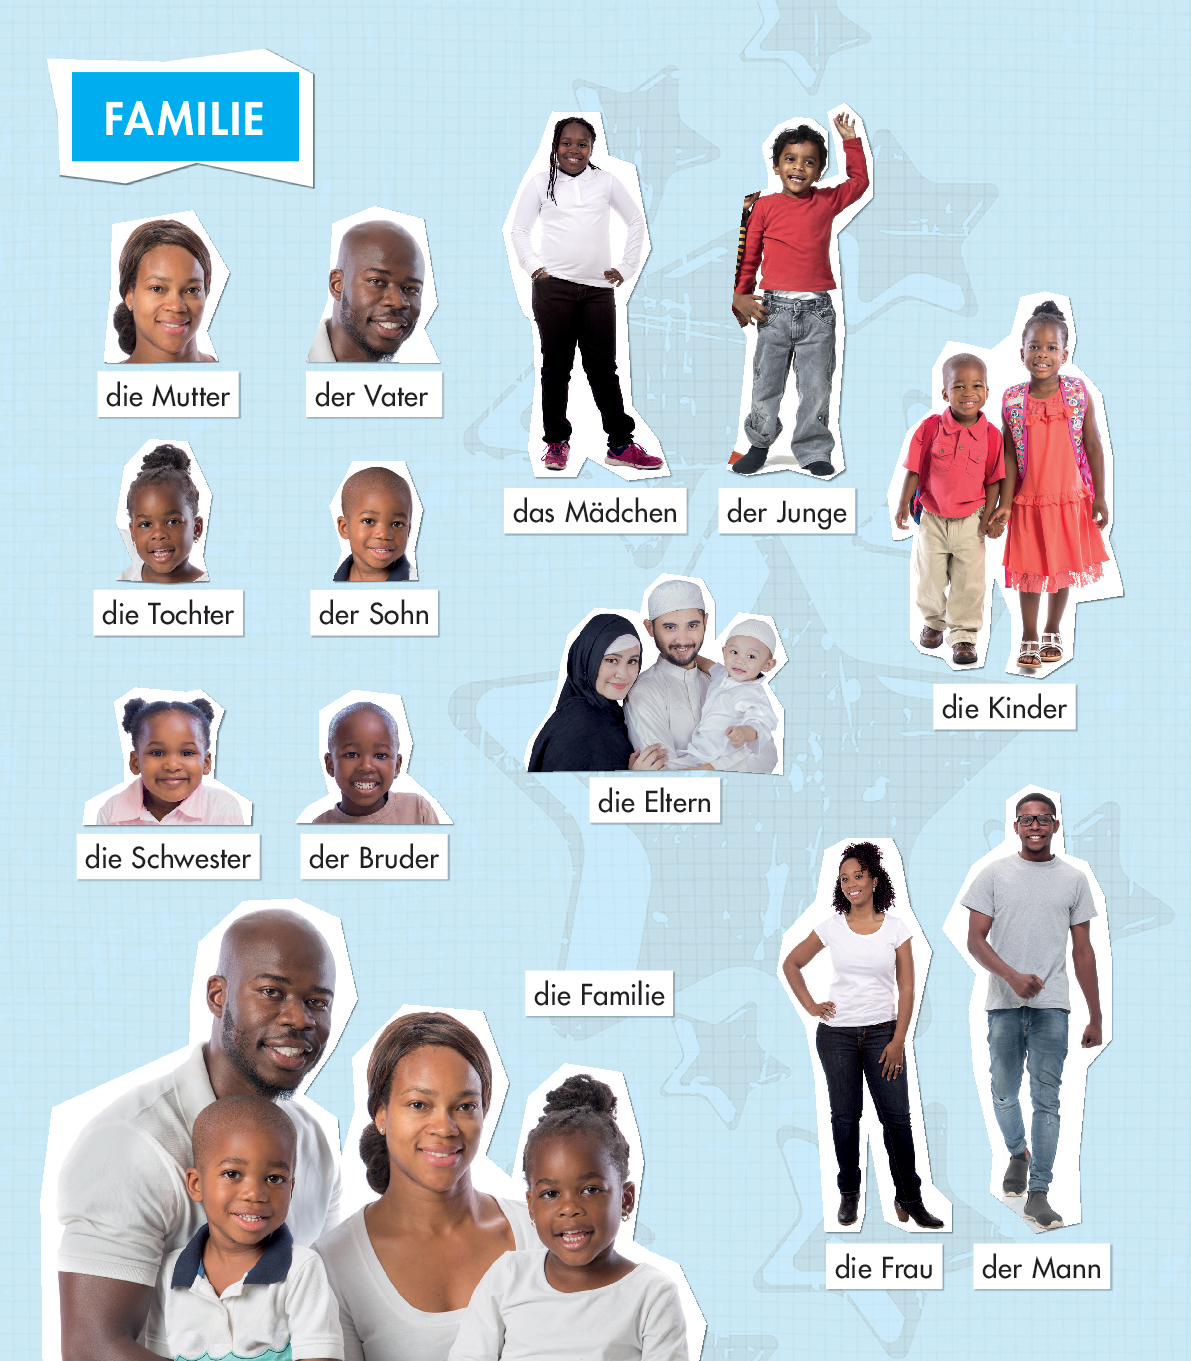 FAMILIE
die Mutter
der Vater
das Mädchen
der Junge
die Tochter
der Sohn
die Kinder
die Schwester
der Bruder
die Eltern
die Familie
die Frau
der Mann